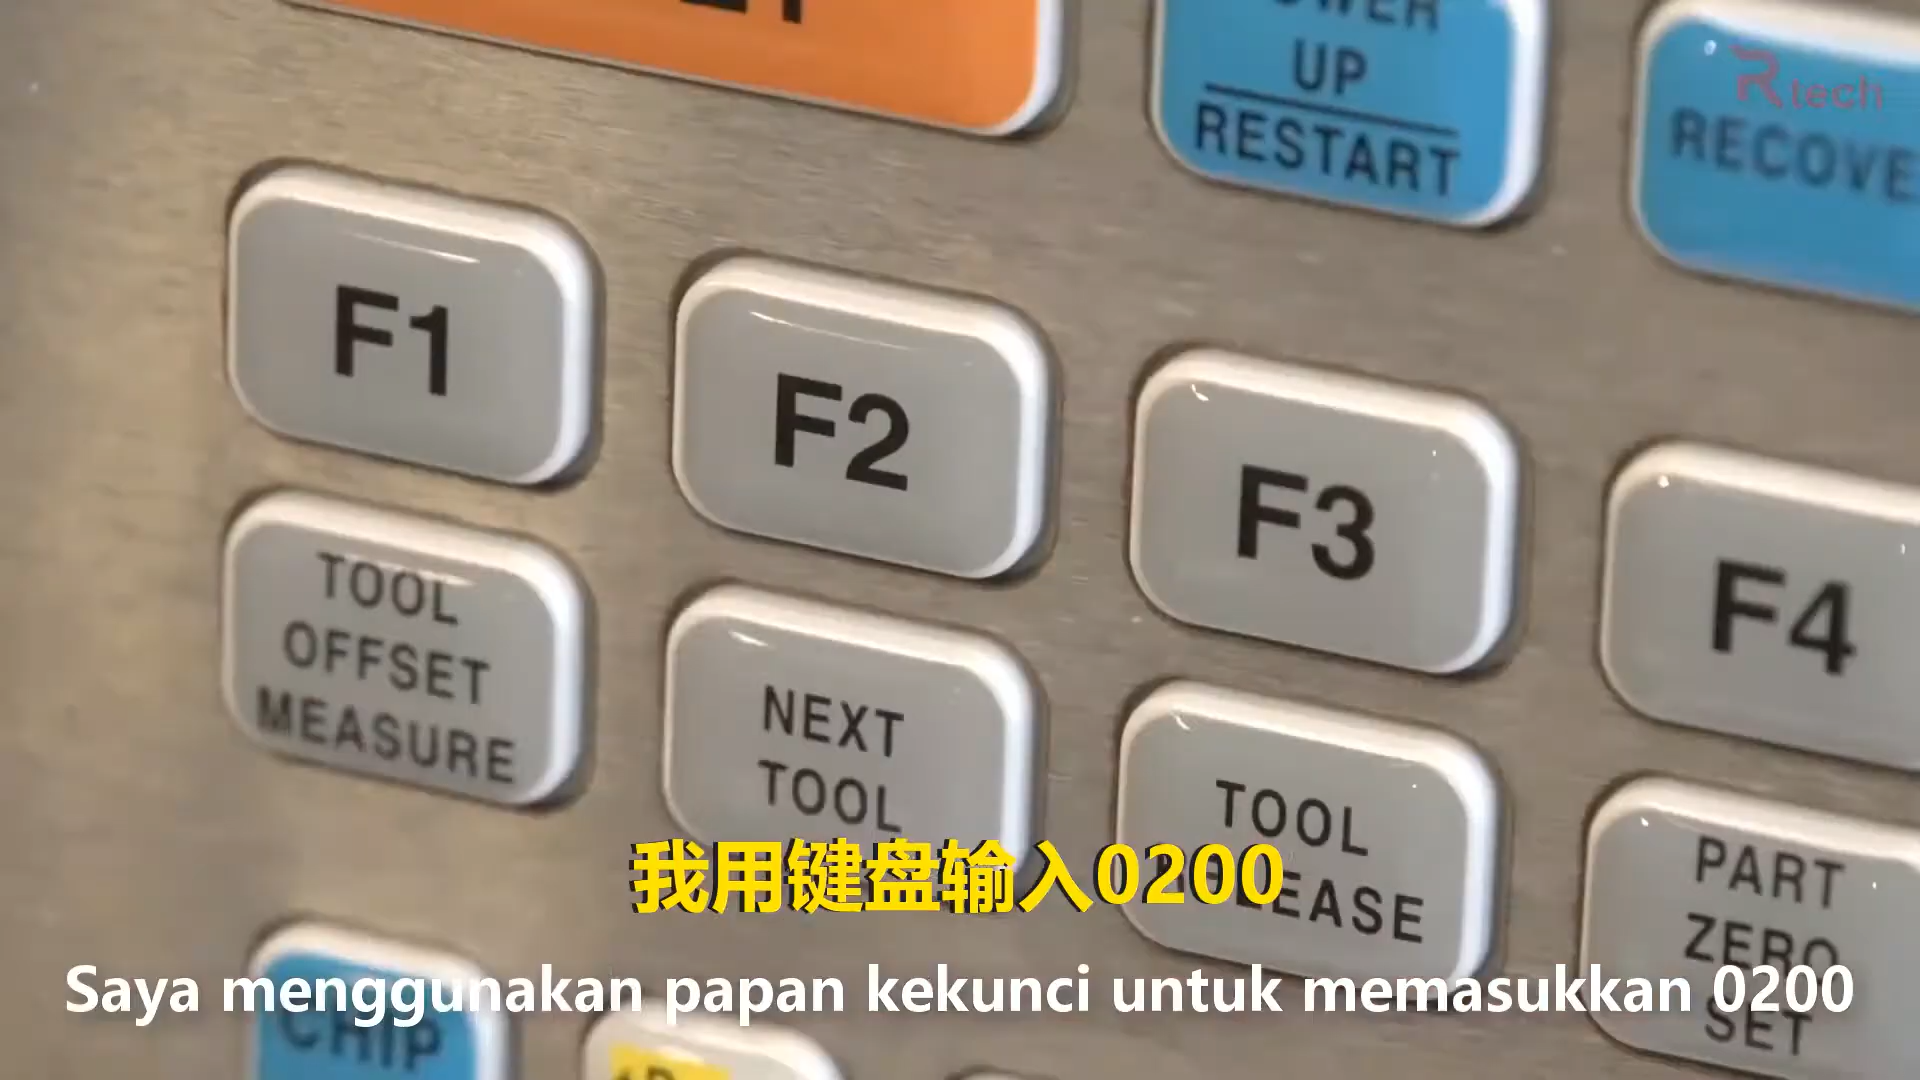 UP
RESTART
Rtech
F1
F2
F3
F4
TOOL
OFFSET
MEASURE
NEXT
TOOL
TOOL
PART
ZERO
SET
我用键盘输入0200
Saya menggunakan papan kekunci untuk memasukkan 0200
CHIP